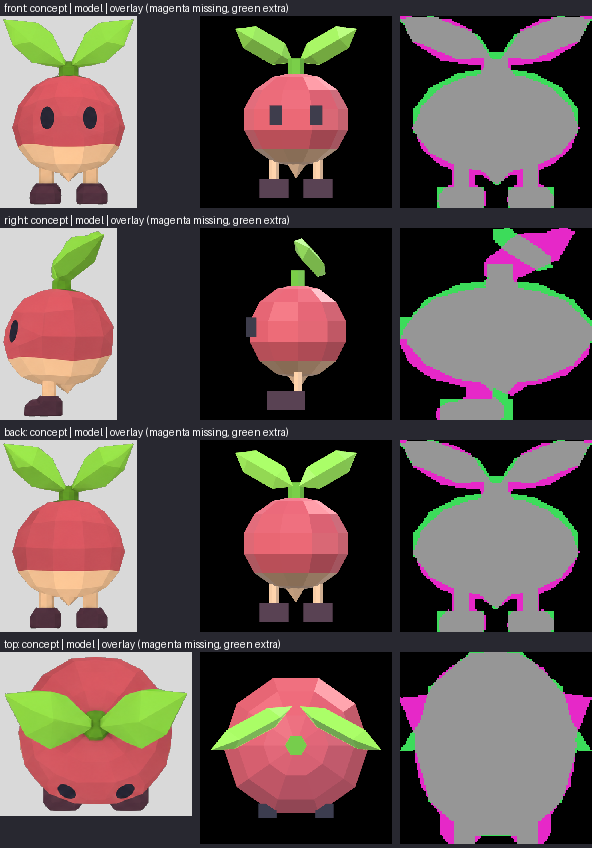 front: concept | model | overlay (magenta missing, green extra)
right: concept | model | overlay (magenta missing, green extra)
back: concept | model | overlay (magenta missing, green extra)
top: concept | model | overlay (magenta missing, green extra)